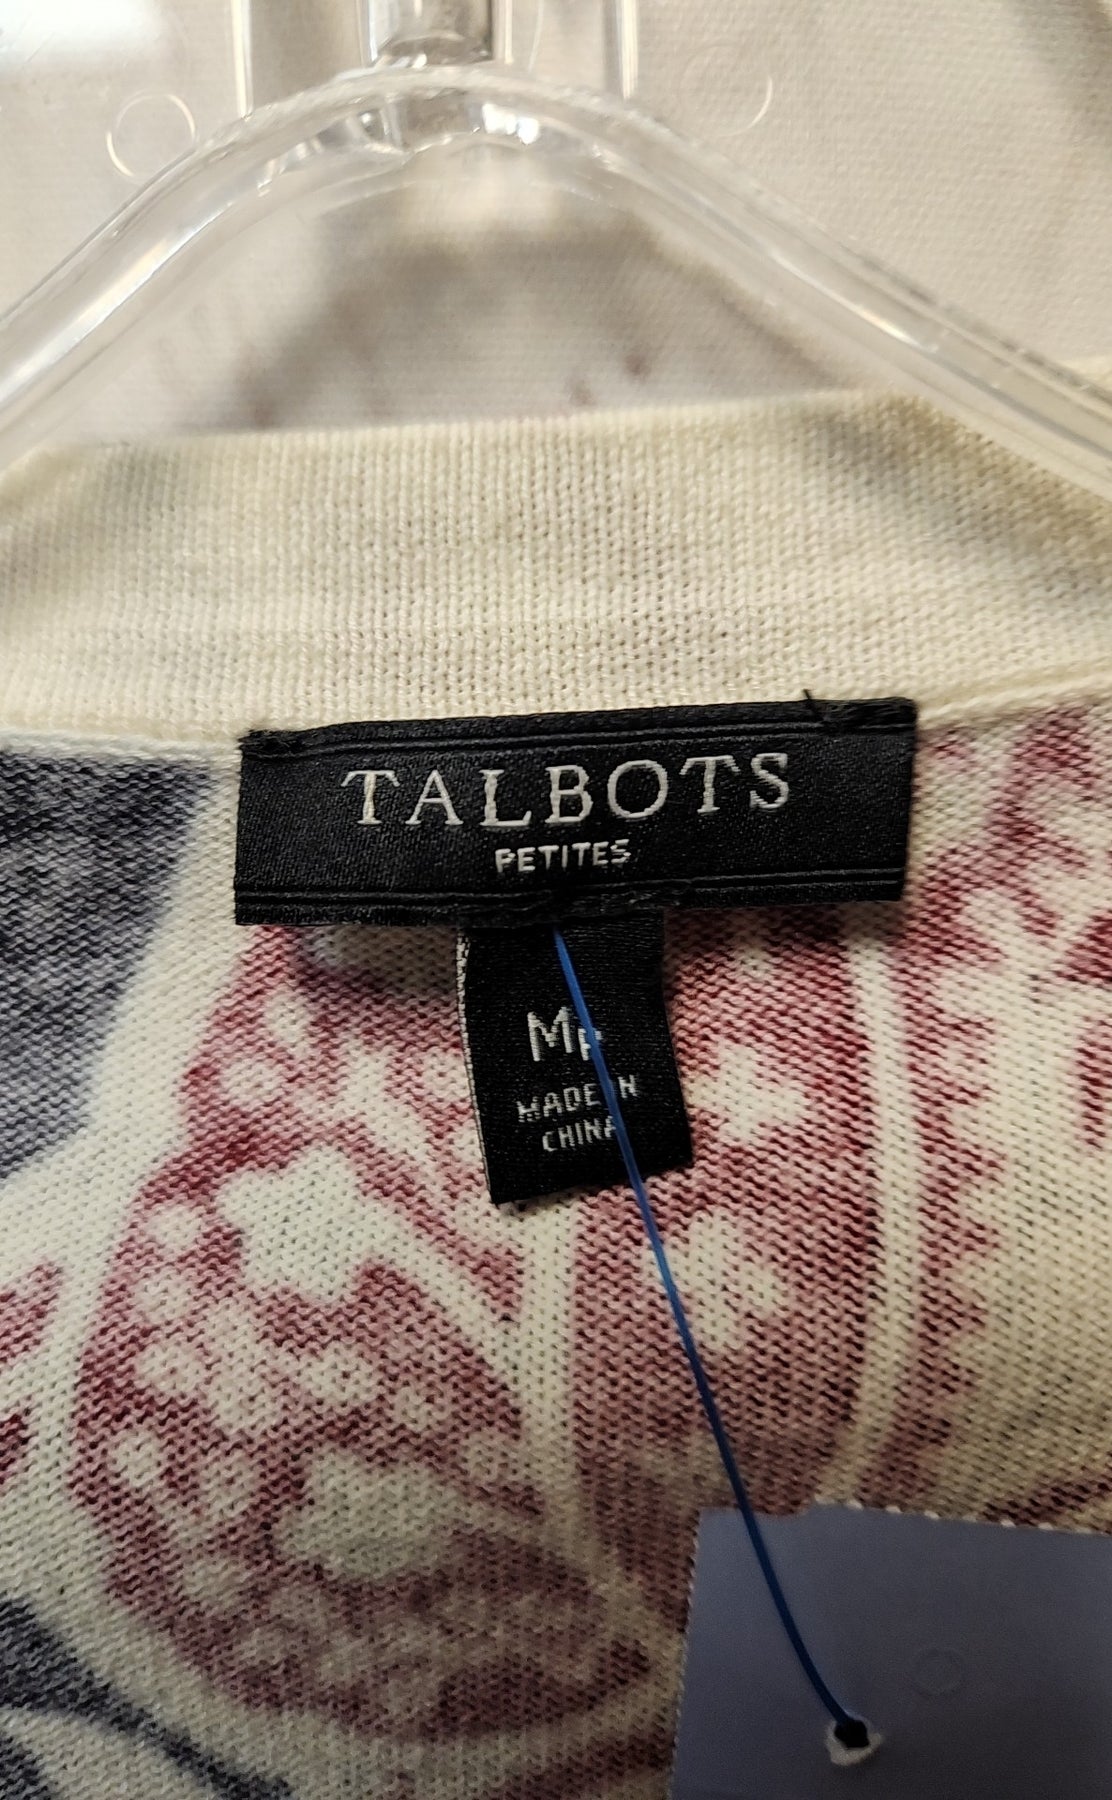 TALBOTS
PETITES
MP
MADE IN
CHINA